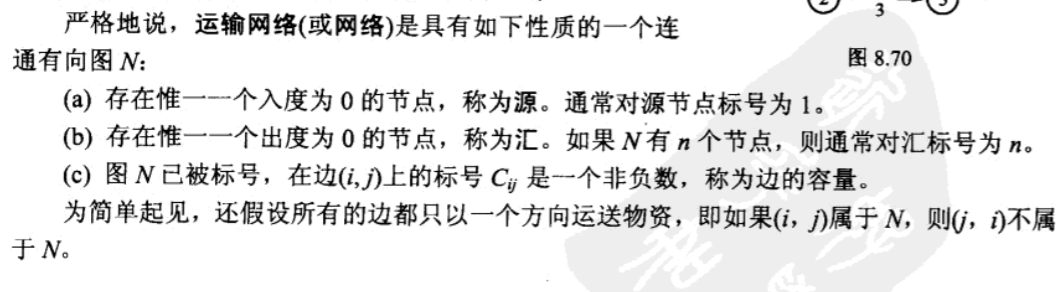 严格地说，运输网络(或网络)是具有如下性质的一个连
② 3 ③
通有向图 N:
图 8.70
(a) 存在惟一一个入度为 0 的节点，称为源。通常对源节点标号为 1。
(b) 存在惟一一个出度为 0 的节点，称为汇。如果 N 有 n 个节点，则通常对汇标号为 n。
(c) 图 N 已被标号，在边(i, j)上的标号 Cij 是一个非负数，称为边的容量。
为简单起见，还假设所有的边都只以一个方向运送物资，即如果(i，j)属于 N，则(j，i)不属
于 N。